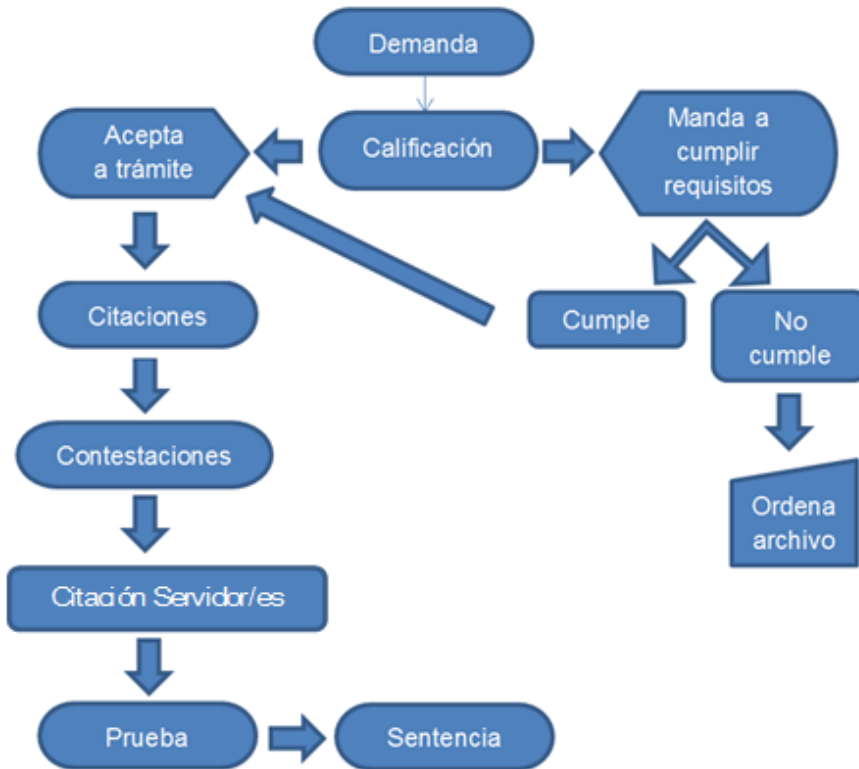 Demanda
Acepta
a trámite
Calificación
Manda a
cumplir
requisitos
Citaciones
Cumple
No
cumple
Contestaciones
Ordena
archivo
Citación Servidor/es
Prueba
Sentencia